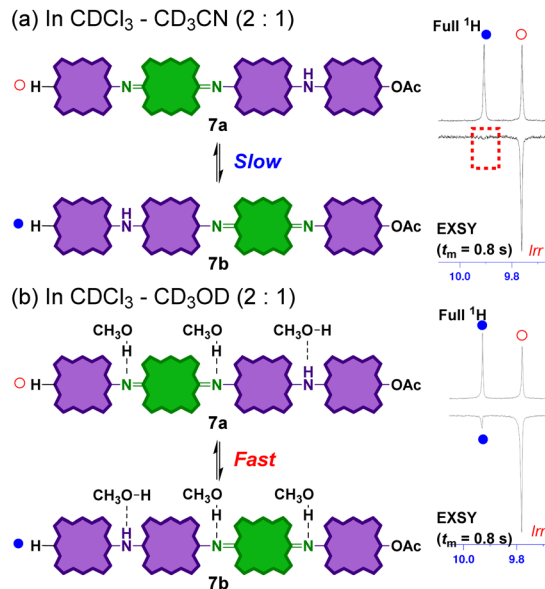 (a) In CDCl₃ - CD₃CN (2 : 1)
Full ¹H
H N N H N OAc
7a
Slow
H H N N N OAc
7b
EXSY
(tₘ = 0.8 s)
Irr
10.0 9.8
(b) In CDCl₃ - CD₃OD (2 : 1)
Full ¹H
CH₃O CH₃O CH₃O-H
H H H
H N N N OAc
7a
Fast
CH₃O-H CH₃O CH₃O
H H H
H N N N OAc
7b
EXSY
(tₘ = 0.8 s)
Irr
10.0 9.8